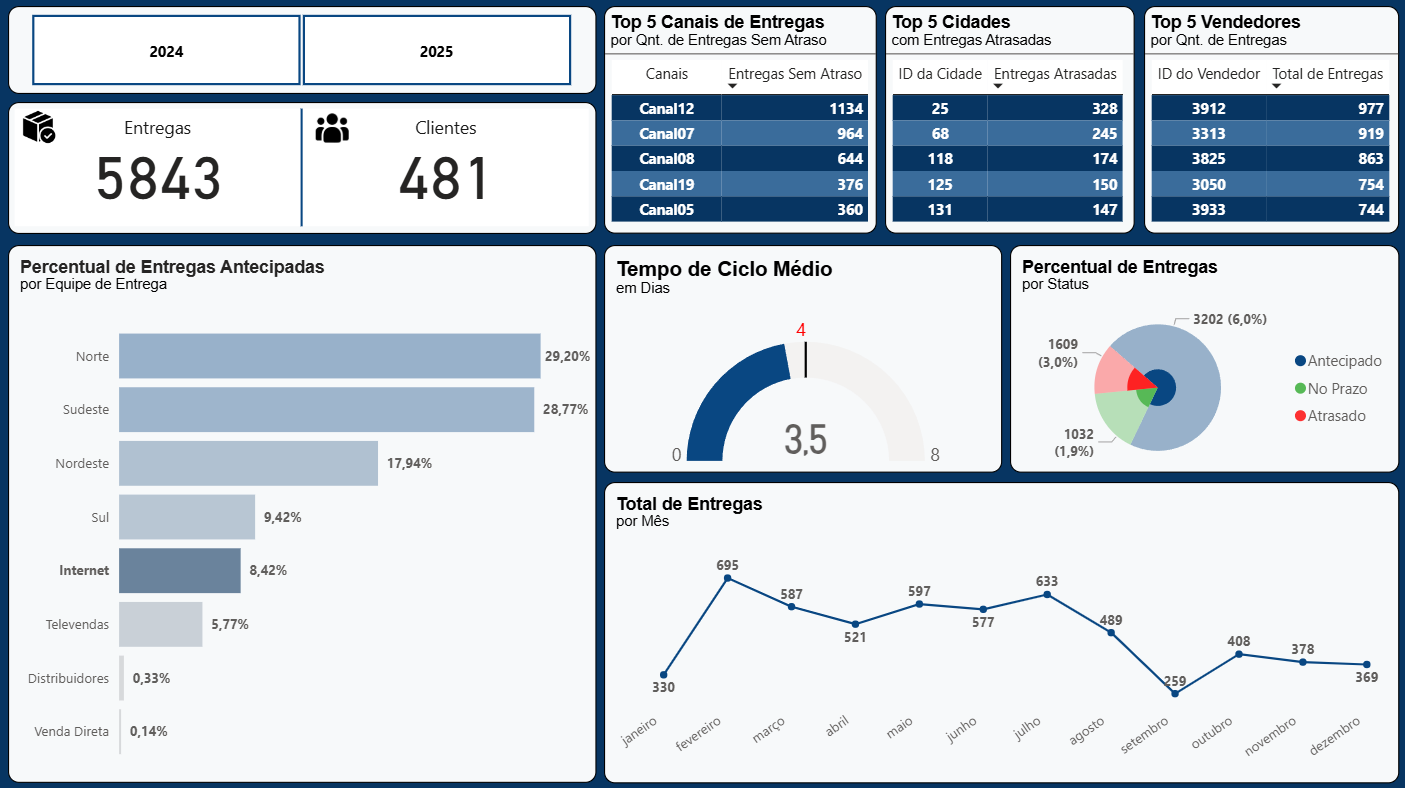 2024
2025
Entregas
5843
Clientes
481
Top 5 Canais de Entregas
por Qnt. de Entregas Sem Atraso
Canais Entregas Sem Atraso
Canal12 1134
Canal07 964
Canal08 644
Canal19 376
Canal05 360
Top 5 Cidades
com Entregas Atrasadas
ID da Cidade Entregas Atrasadas
25 328
68 245
118 174
125 150
131 147
Top 5 Vendedores
por Qnt. de Entregas
ID do Vendedor Total de Entregas
3912 977
3313 919
3825 863
3050 754
3933 744
Percentual de Entregas Antecipadas
por Equipe de Entrega
Norte 29,20%
Sudeste 28,77%
Nordeste 17,94%
Sul 9,42%
Internet 8,42%
Televendas 5,77%
Distribuidores 0,33%
Venda Direta 0,14%
Tempo de Ciclo Médio
em Dias
4
3,5
0 8
Percentual de Entregas
por Status
3202 (6,0%)
1609
(3,0%)
1032
(1,9%)
Antecipado
No Prazo
Atrasado
Total de Entregas
por Mês
330 695 587 521 597 577 633 489 259 408 378 369
janeiro fevereiro março abril maio junho julho agosto setembro outubro novembro dezembro